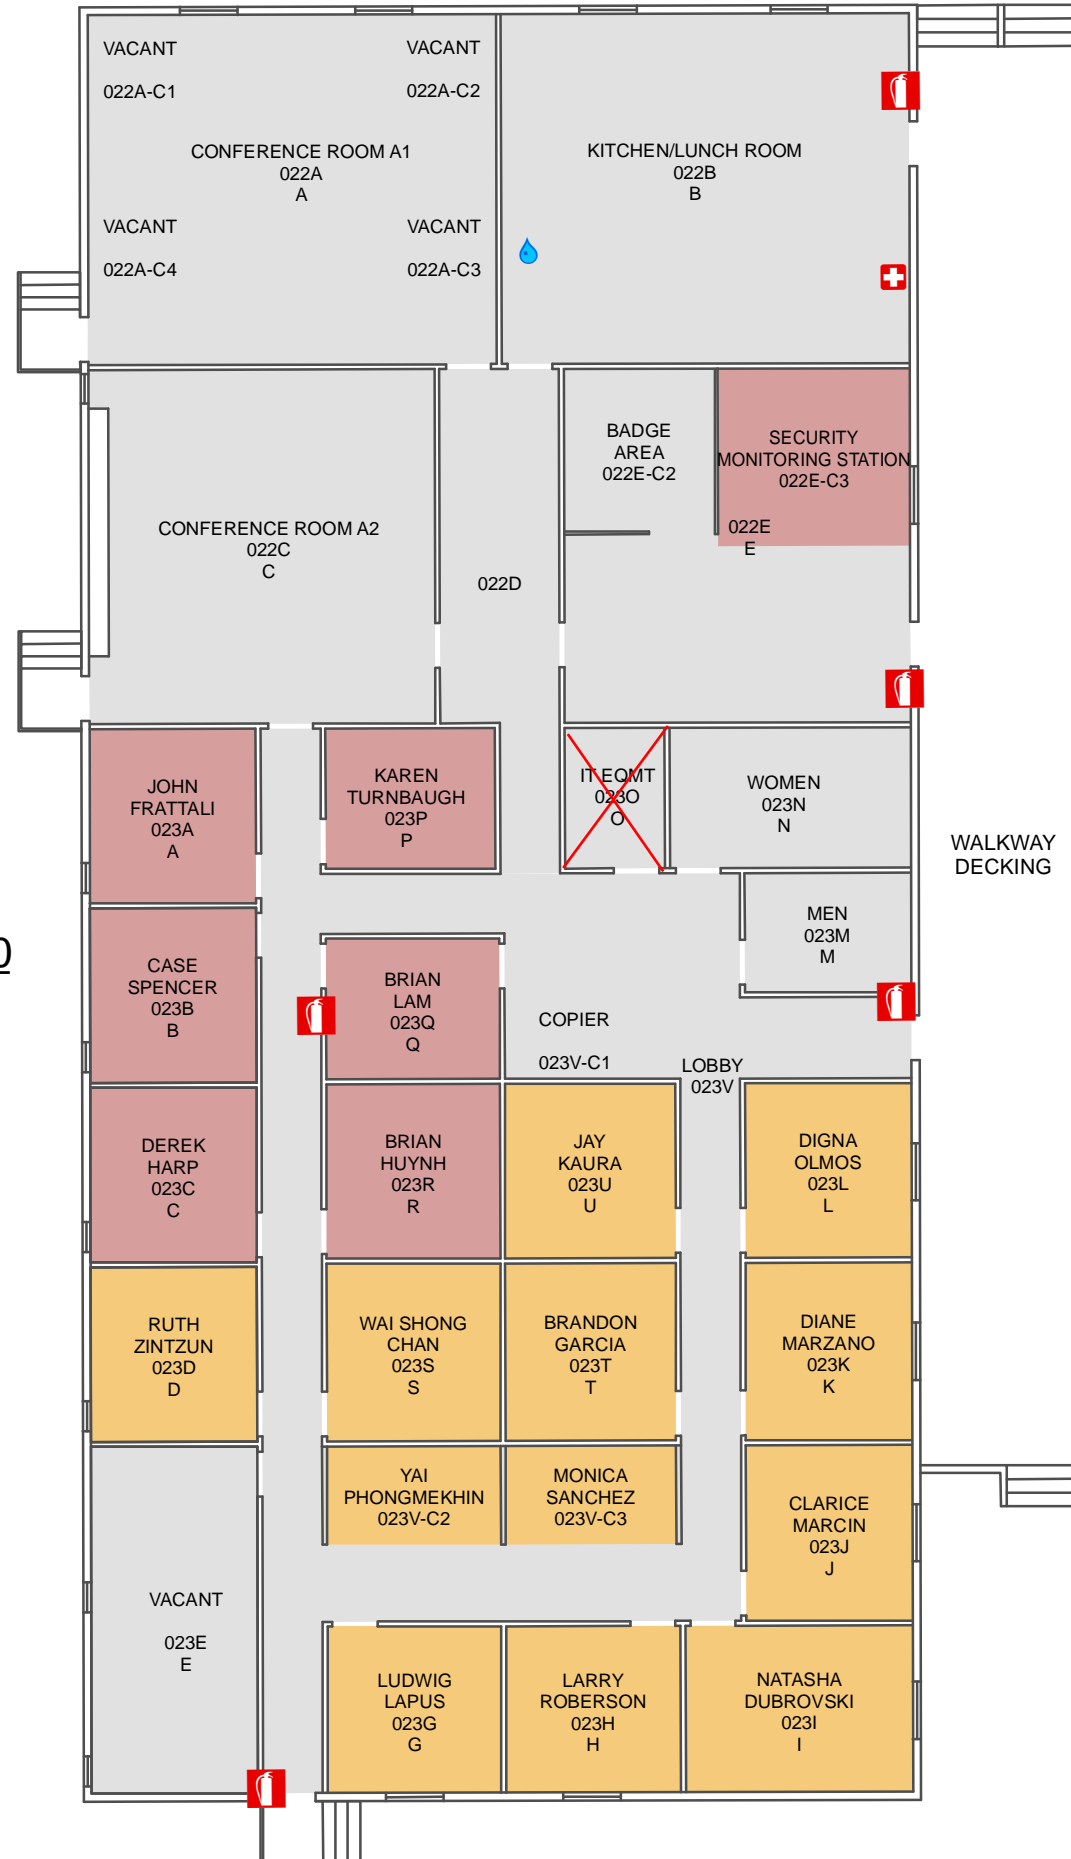 VACANT
022A-C1
VACANT
022A-C2
CONFERENCE ROOM A1
022A
A
VACANT
022A-C4
VACANT
022A-C3
KITCHEN/LUNCH ROOM
022B
B
BADGE
AREA
022E-C2
SECURITY
MONITORING STATION
022E-C3
022E
E
CONFERENCE ROOM A2
022C
C
022D
JOHN
FRATTALI
023A
A
KAREN
TURNBAUGH
023P
P
IT EQMT
023O
O
WOMEN
023N
N
WALKWAY
DECKING
MEN
023M
M
0
CASE
SPENCER
023B
B
BRIAN
LAM
023Q
Q
COPIER
023V-C1
LOBBY
023V
DEREK
HARP
023C
C
BRIAN
HUYNH
023R
R
JAY
KAURA
023U
U
DIGNA
OLMOS
023L
L
RUTH
ZINTZUN
023D
D
WAI SHONG
CHAN
023S
S
BRANDON
GARCIA
023T
T
DIANE
MARZANO
023K
K
YAI
PHONGMEKHIN
023V-C2
MONICA
SANCHEZ
023V-C3
CLARICE
MARCIN
023J
J
VACANT
023E
E
LUDWIG
LAPUS
023G
G
LARRY
ROBERSON
023H
H
NATASHA
DUBROVSKI
023I
I